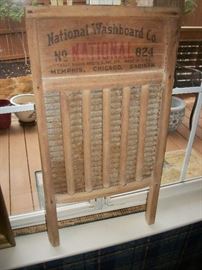 National Washboard Co.
NO. NATIONAL 824
MEMPHIS, CHICAGO, SAGINAW